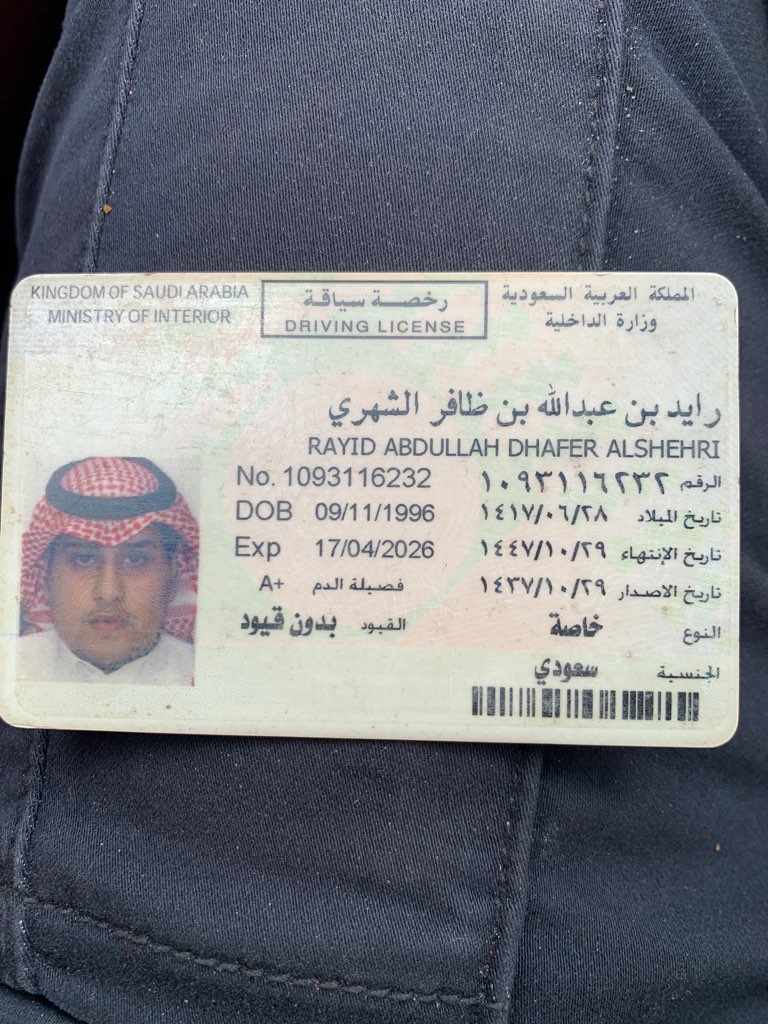 KINGDOM OF SAUDI ARABIA
MINISTRY OF INTERIOR
رخصة سياقة
DRIVING LICENSE
المملكة العربية السعودية
وزارة الداخلية
رايد بن عبدالله بن ظافر الشهري
RAYID ABDULLAH DHAFER ALSHEHRI
No. 1093116232 الرقم ١٠٩٣١١٦٢٣٢
DOB 09/11/1996 تاريخ الميلاد ١٤١٧/٠٦/٢٨
Exp 17/04/2026 تاريخ الإنتهاء ١٤٤٧/١٠/٢٩
تاريخ الاصدار ١٤٣٧/١٠/٢٩ فصيلة الدم A+
النوع خاصة القيود بدون قيود
الجنسية سعودي